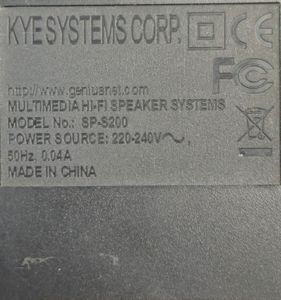 KYE SYSTEMS CORP. CE
FC
http://www.geniusnet.com
MULTIMEDIA HI-FI SPEAKER SYSTEMS
MODEL No.: SP-S200
POWER SOURCE: 220-240V~,
50Hz, 0.04A
MADE IN CHINA